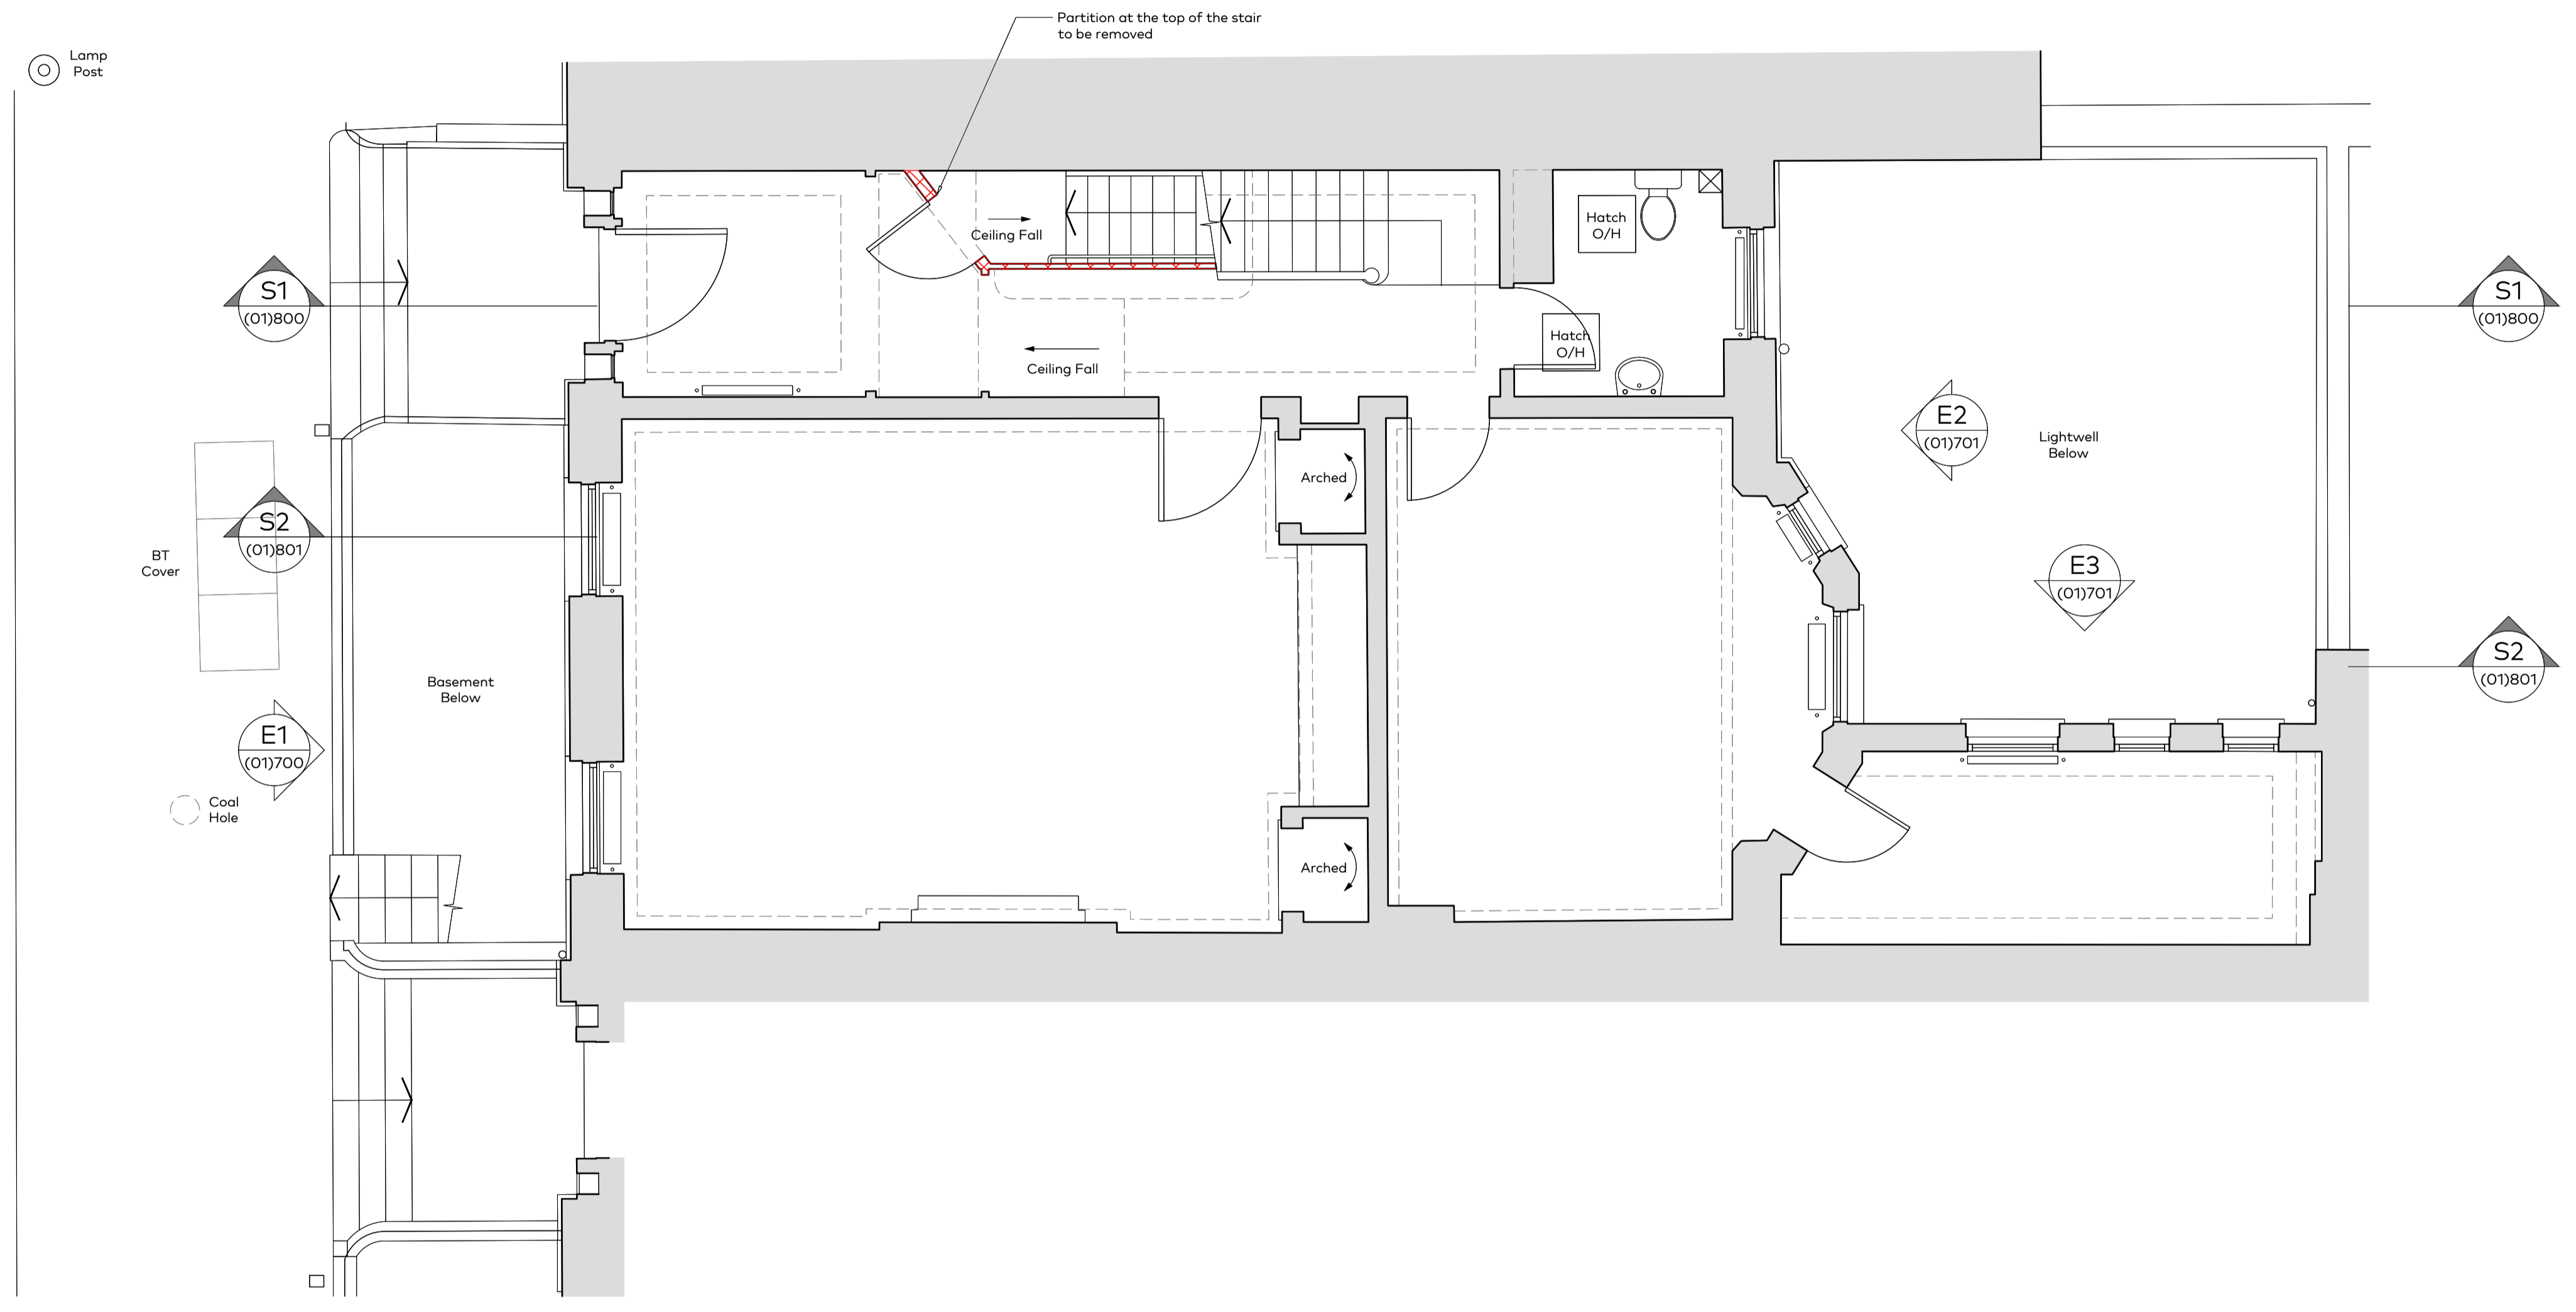 Partition at the top of the stair
to be removed
Lamp
Post
Hatch
O/H
Ceiling Fall
S1
(01)800
S1
(01)800
Hatch
O/H
Ceiling Fall
E2
(01)701
Lightwell
Below
Arched
S2
(01)801
BT
Cover
E3
(01)701
S2
(01)801
Basement
Below
E1
(01)700
Coal
Hole
Arched